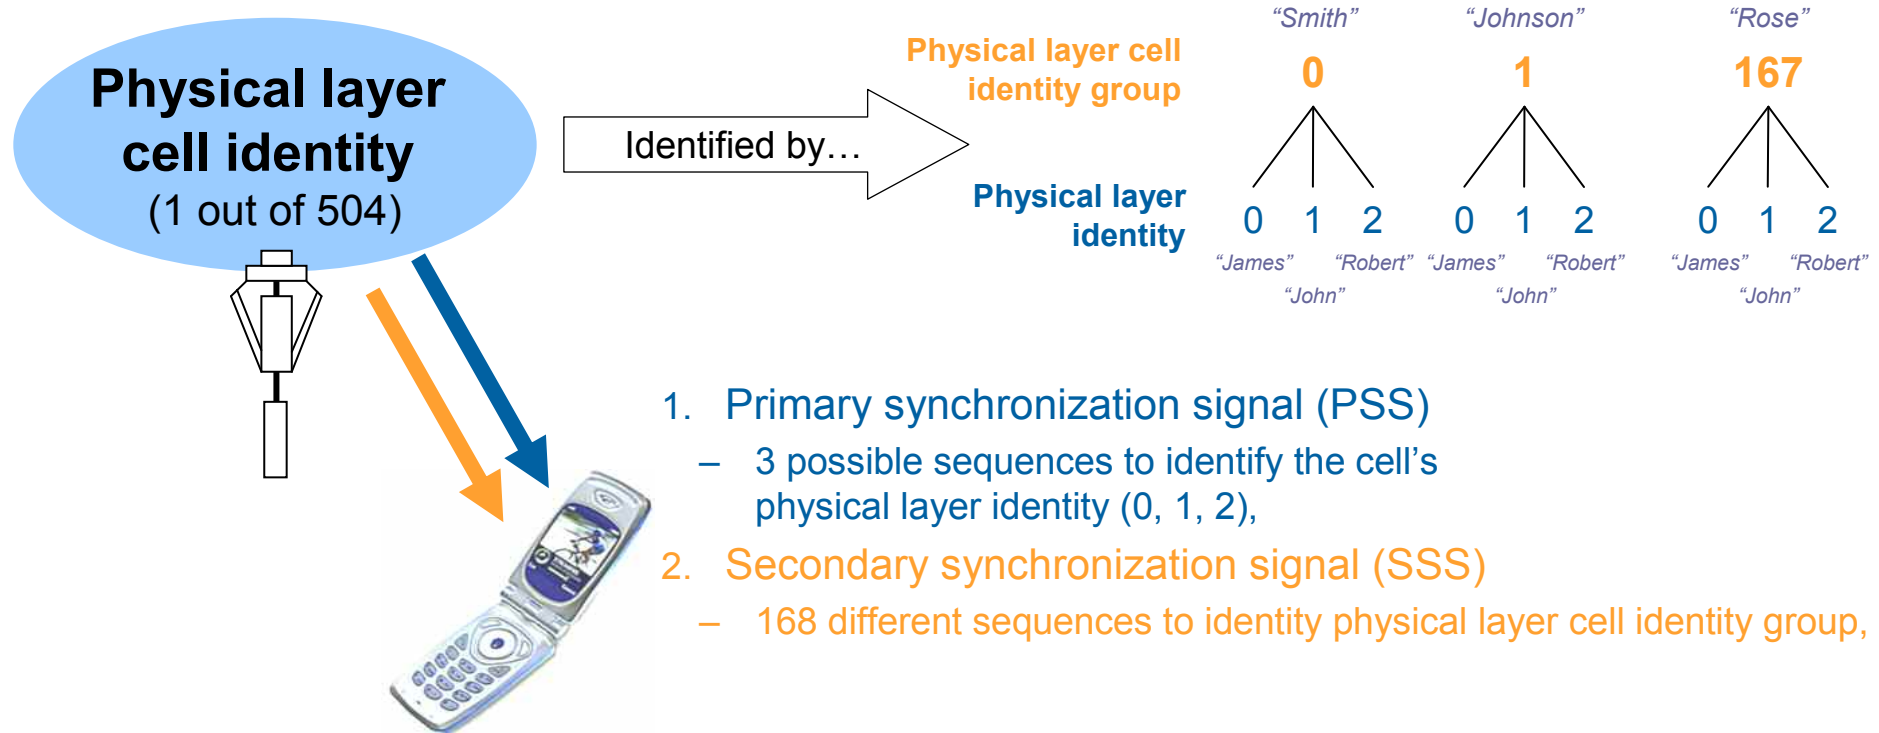 Physical layer
cell identity
(1 out of 504)
Identified by…
Physical layer cell
identity group
“Smith” “Johnson” “Rose”
0 1 167
Physical layer
identity
0 1 2 0 1 2 0 1 2
“James” “Robert” “James” “Robert” “James” “Robert”
“John” “John” “John”
1. Primary synchronization signal (PSS)
– 3 possible sequences to identify the cell’s
physical layer identity (0, 1, 2),
2. Secondary synchronization signal (SSS)
– 168 different sequences to identity physical layer cell identity group,